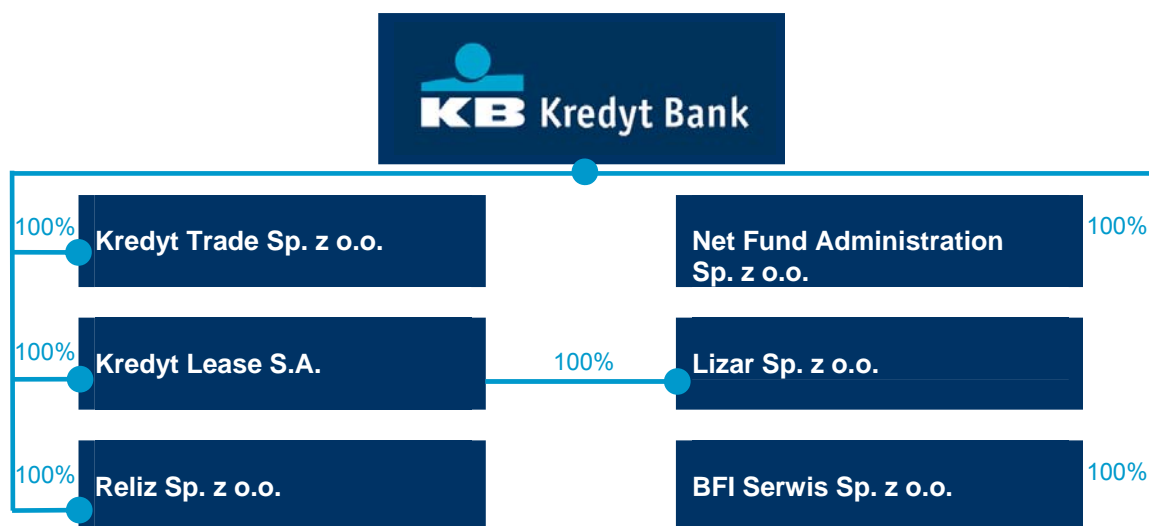 KB Kredyt Bank
100%
Kredyt Trade Sp. z o.o.
Net Fund Administration
Sp. z o.o.
100%
100%
Kredyt Lease S.A.
100%
Lizar Sp. z o.o.
100%
Reliz Sp. z o.o.
BFI Serwis Sp. z o.o.
100%